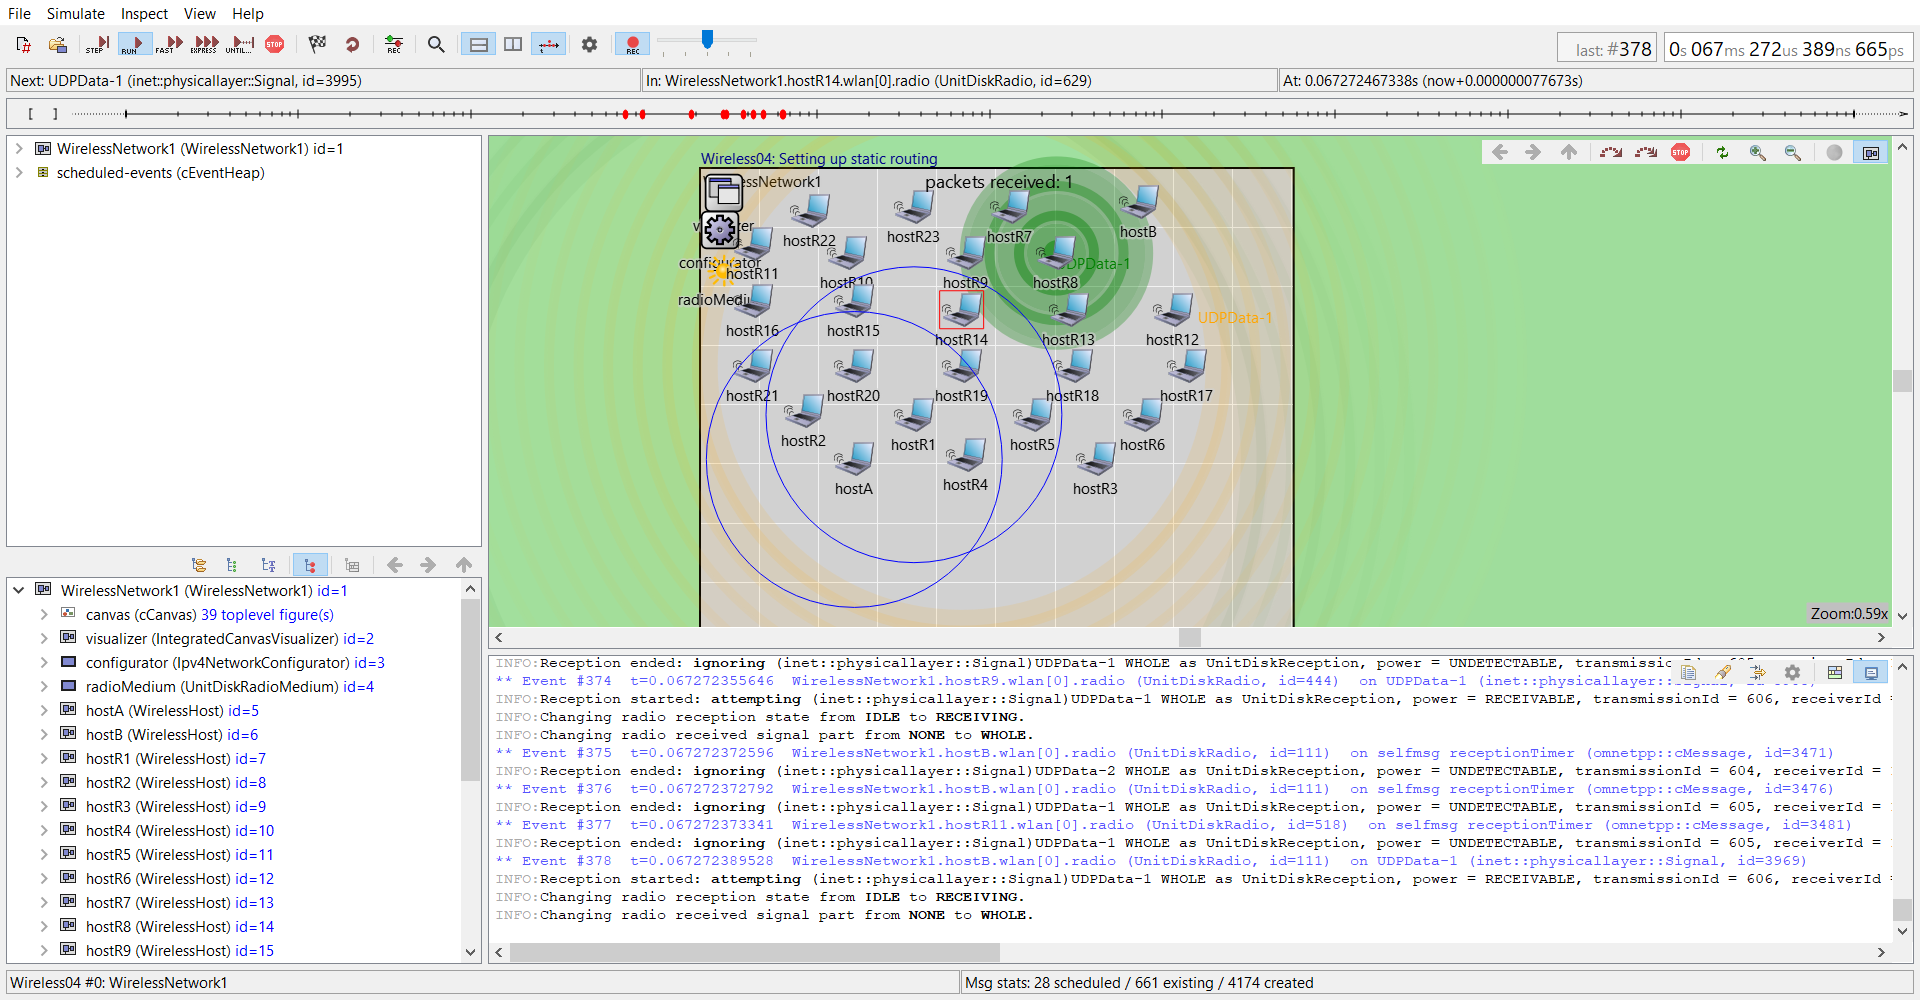 File Simulate Inspect View Help
STEP RUN FAST EXPRESS UNTIL... STOP REC REC
last: #378 0s 067ms 272us 389ns 665ps
Next: UDPData-1 (inet::physicallayer::Signal, id=3995) In: WirelessNetwork1.hostR14.wlan[0].radio (UnitDiskRadio, id=629) At: 0.067272467338s (now+0.000000077673s)
[ ]
WirelessNetwork1 (WirelessNetwork1) id=1
scheduled-events (cEventHeap)
WirelessNetwork1 (WirelessNetwork1) id=1
canvas (cCanvas) 39 toplevel figure(s)
visualizer (IntegratedCanvasVisualizer) id=2
configurator (Ipv4NetworkConfigurator) id=3
radioMedium (UnitDiskRadioMedium) id=4
hostA (WirelessHost) id=5
hostB (WirelessHost) id=6
hostR1 (WirelessHost) id=7
hostR2 (WirelessHost) id=8
hostR3 (WirelessHost) id=9
hostR4 (WirelessHost) id=10
hostR5 (WirelessHost) id=11
hostR6 (WirelessHost) id=12
hostR7 (WirelessHost) id=13
hostR8 (WirelessHost) id=14
hostR9 (WirelessHost) id=15
Wireless04: Setting up static routing
STOP
packets received: 1
hostR22
hostR23
hostR7
hostB
configurator
hostR11
hostR10
hostR9
hostR8
UDPData-1
hostR16
hostR15
hostR14
hostR13
hostR12
UDPData-1
hostR21
hostR20
hostR19
hostR18
hostR17
hostR2
hostR1
hostR5
hostR6
hostA
hostR4
hostR3
Zoom:0.59x
INFO:Reception ended: ignoring (inet::physicallayer::Signal)UDPData-1 WHOLE as UnitDiskReception, power = UNDETECTABLE,
** Event #374 t=0.067272355646 WirelessNetwork1.hostR9.wlan[0].radio (UnitDiskRadio, id=444) on UDPData-1 (inet::physicallayer::Signal,
INFO:Reception started: attempting (inet::physicallayer::Signal)UDPData-1 WHOLE as UnitDiskReception, power = RECEIVABLE, transmissionId = 606, receiverId =
INFO:Changing radio reception state from IDLE to RECEIVING.
INFO:Changing radio received signal part from NONE to WHOLE.
** Event #375 t=0.067272372596 WirelessNetwork1.hostB.wlan[0].radio (UnitDiskRadio, id=111) on selfmsg receptionTimer (omnetpp::cMessage, id=3471)
INFO:Reception ended: ignoring (inet::physicallayer::Signal)UDPData-2 WHOLE as UnitDiskReception, power = UNDETECTABLE, transmissionId = 604, receiverId =
** Event #376 t=0.067272372792 WirelessNetwork1.hostB.wlan[0].radio (UnitDiskRadio, id=111) on selfmsg receptionTimer (omnetpp::cMessage, id=3476)
INFO:Reception ended: ignoring (inet::physicallayer::Signal)UDPData-1 WHOLE as UnitDiskReception, power = UNDETECTABLE, transmissionId = 605, receiverId =
** Event #377 t=0.067272373341 WirelessNetwork1.hostR11.wlan[0].radio (UnitDiskRadio, id=518) on selfmsg receptionTimer (omnetpp::cMessage, id=3481)
INFO:Reception ended: ignoring (inet::physicallayer::Signal)UDPData-1 WHOLE as UnitDiskReception, power = UNDETECTABLE, transmissionId = 605, receiverId =
** Event #378 t=0.067272389528 WirelessNetwork1.hostB.wlan[0].radio (UnitDiskRadio, id=111) on UDPData-1 (inet::physicallayer::Signal, id=3969)
INFO:Reception started: attempting (inet::physicallayer::Signal)UDPData-1 WHOLE as UnitDiskReception, power = RECEIVABLE, transmissionId = 606, receiverId =
INFO:Changing radio reception state from IDLE to RECEIVING.
INFO:Changing radio received signal part from NONE to WHOLE.
Wireless04 #0: WirelessNetwork1 Msg stats: 28 scheduled / 661 existing / 4174 created